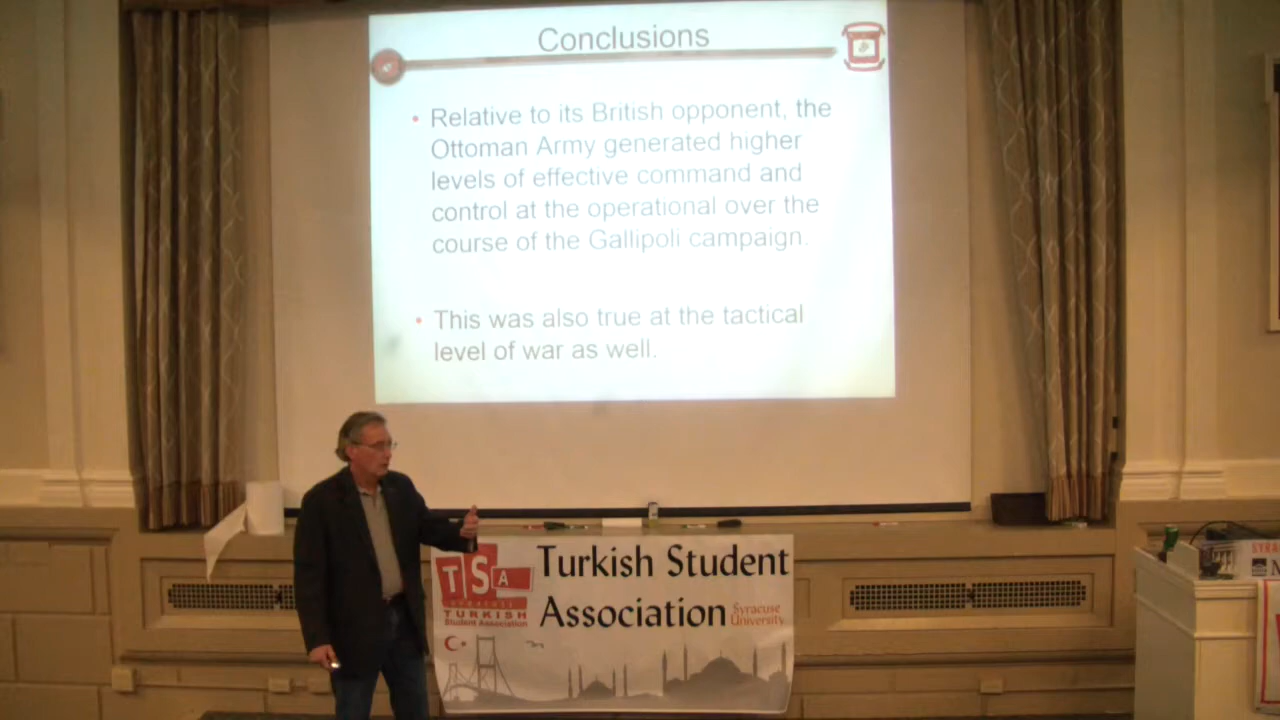 Conclusions
• Relative to its British opponent, the
Ottoman Army generated higher
levels of effective command and
control at the operational over the
course of the Gallipoli campaign.
• This was also true at the tactical
level of war as well.
TSA
SYRACUSE
TURKISH
Student Association
Turkish Student
Association
Syracuse
University